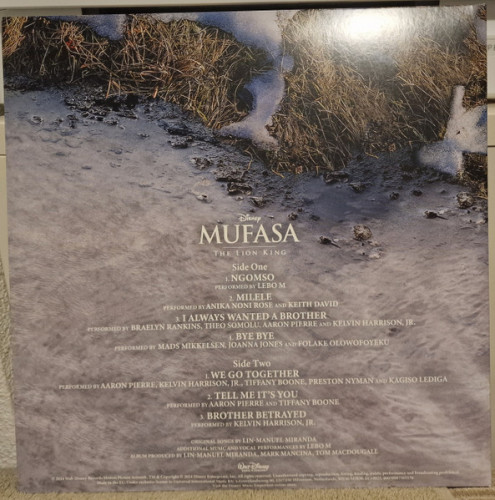 Disney
MUFASA
THE LION KING
Side One
1. NGOMSO
PERFORMED BY LEBO M
2. MILELE
PERFORMED BY ANIKA NONI ROSE AND KEITH DAVID
3. I ALWAYS WANTED A BROTHER
PERFORMED BY BRAELYN RANKINS, THEO SOMOLU, AARON PIERRE AND KELVIN HARRISON, JR.
4. BYE BYE
PERFORMED BY MADS MIKKELSEN, JOANNA JONES AND FOLAKE OLOWOFOYEKU
Side Two
1. WE GO TOGETHER
PERFORMED BY AARON PIERRE, KELVIN HARRISON, JR., TIFFANY BOONE, PRESTON NYMAN AND KAGISO LEDIGA
2. TELL ME IT'S YOU
PERFORMED BY AARON PIERRE AND TIFFANY BOONE
3. BROTHER BETRAYED
PERFORMED BY KELVIN HARRISON, JR.
ORIGINAL SONGS BY LIN-MANUEL MIRANDA
ADDITIONAL MUSIC AND VOCAL PERFORMANCES BY LEBO M
ALBUM PRODUCED BY LIN-MANUEL MIRANDA, MARK MANCINA, TOM MACDOUGALL
WALT DISNEY